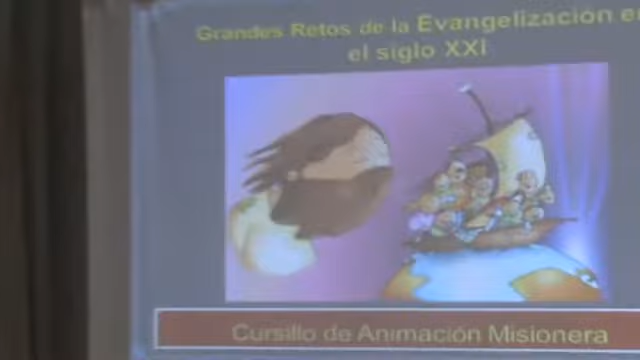 Grandes Retos de la Evangelización en
el siglo XXI
Cursillo de Animación Misionera